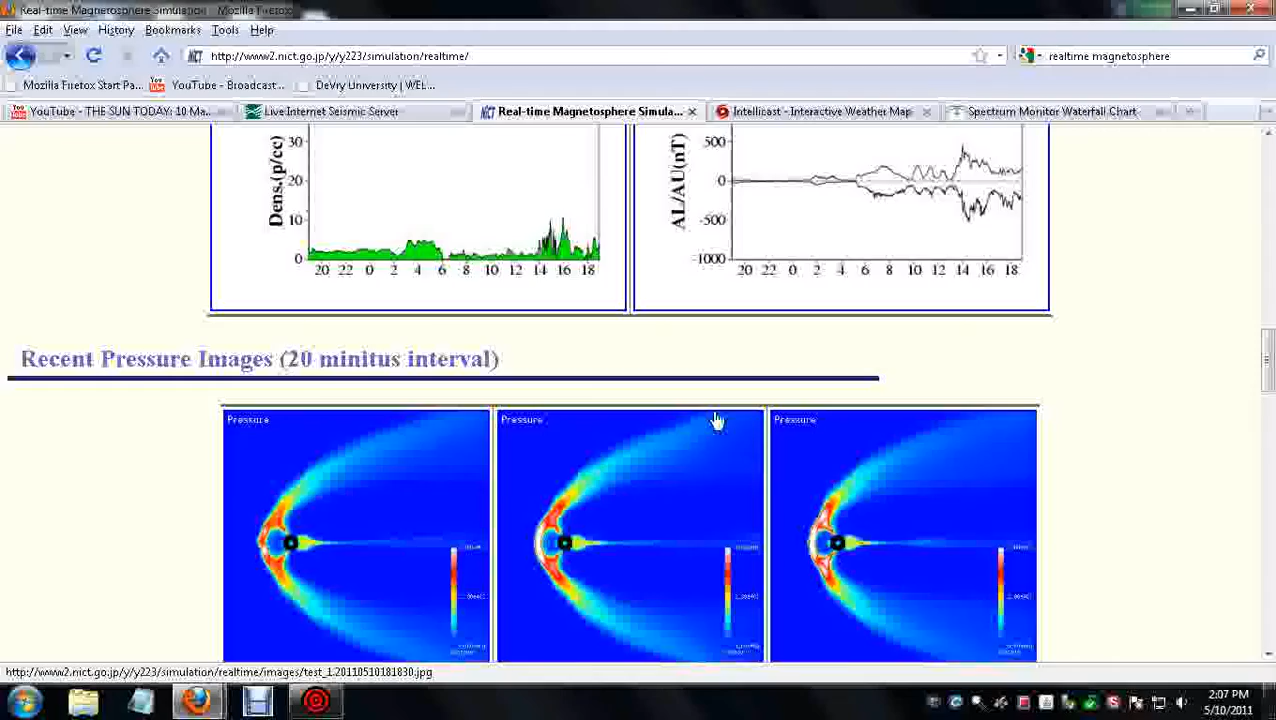 Real-time Magnetosphere Simulation - Mozilla Firefox
File Edit View History Bookmarks Tools Help
http://www2.nict.go.jp/y/y223/simulation/realtime/
realtime magnetosphere
Mozilla Firefox Start Pa... YouTube - Broadcast... DeVry University | WEL...
YouTube - THE SUN TODAY: 10 Ma... Live Internet Seismic Server Real-time Magnetosphere Simula... Intellicast - Interactive Weather Map Spectrum Monitor Waterfall Chart
Dens.(p/cc)
30
20
10
0
20 22 0 2 4 6 8 10 12 14 16 18
AL/AU(nT)
500
0
-500
-1000
20 22 0 2 4 6 8 10 12 14 16 18
Recent Pressure Images (20 minitus interval)
Pressure Pressure Pressure
http://www2.nict.go.jp/y/y223/simulation/realtime/images/test_1.20110510181830.jpg
2:07 PM
5/10/2011